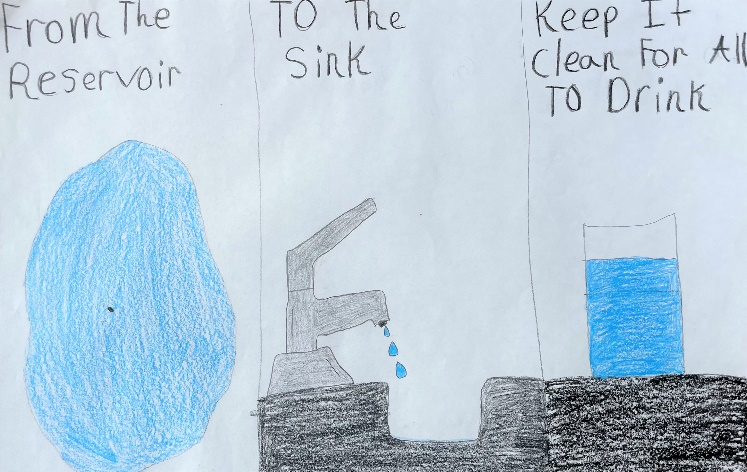 From The
Reservoir
TO The
Sink
Keep It
Clean For All
TO Drink